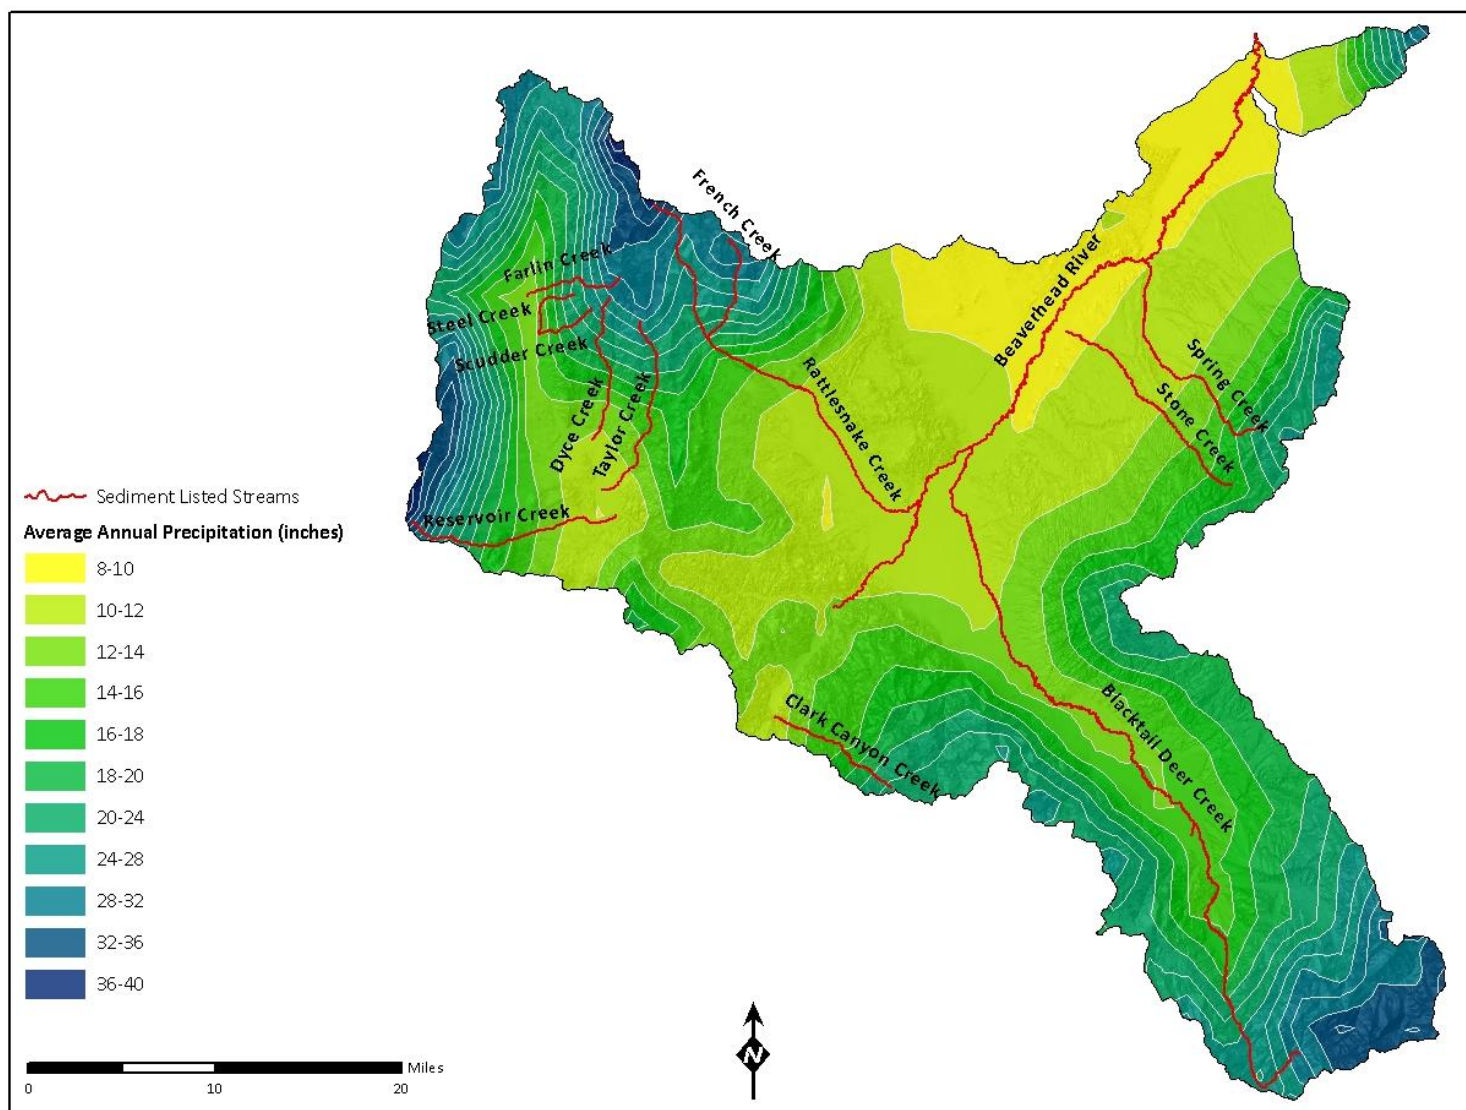 French Creek
Farlin Creek
Steel Creek
Scudder Creek
Dyce Creek
Taylor Creek
Rattlesnake Creek
Beaverhead River
Spring Creek
Stone Creek
Reservoir Creek
Clark Canyon Creek
Blacktail Deer Creek
Sediment Listed Streams
Average Annual Precipitation (inches)
8-10
10-12
12-14
14-16
16-18
18-20
20-24
24-28
28-32
32-36
36-40
Miles
0 10 20
N